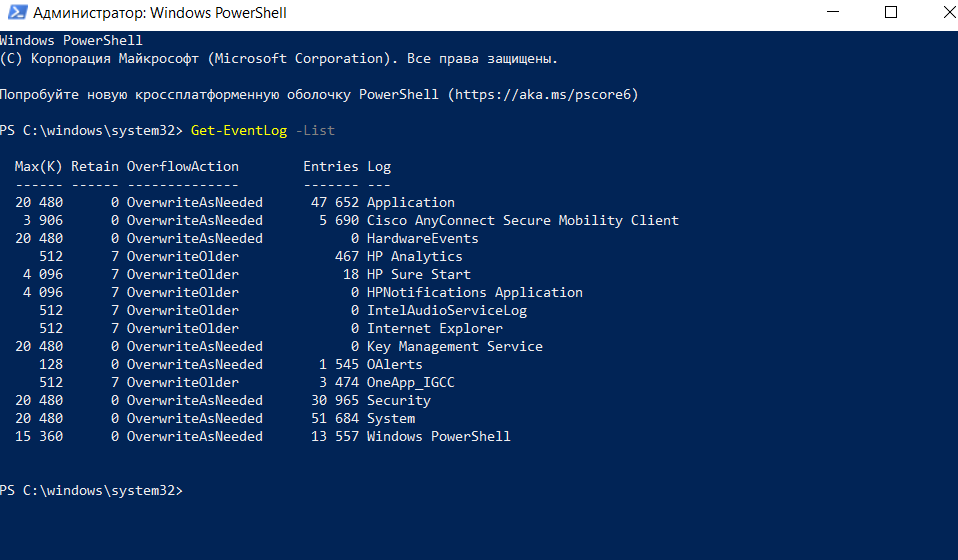 Администратор: Windows PowerShell
Windows PowerShell
(C) Корпорация Майкрософт (Microsoft Corporation). Все права защищены.
Попробуйте новую кроссплатформенную оболочку PowerShell (https://aka.ms/pscore6)
PS C:\windows\system32> Get-EventLog -List
Max(K) Retain OverflowAction Entries Log
------ ------ -------------- ------- ---
20 480 0 OverwriteAsNeeded 47 652 Application
3 906 0 OverwriteAsNeeded 5 690 Cisco AnyConnect Secure Mobility Client
20 480 0 OverwriteAsNeeded 0 HardwareEvents
512 7 OverwriteOlder 467 HP Analytics
4 096 7 OverwriteOlder 18 HP Sure Start
4 096 7 OverwriteOlder 0 HPNotifications Application
512 7 OverwriteOlder 0 IntelAudioServiceLog
512 7 OverwriteOlder 0 Internet Explorer
20 480 0 OverwriteAsNeeded 0 Key Management Service
128 0 OverwriteAsNeeded 1 545 OAlerts
512 7 OverwriteOlder 3 474 OneApp_IGCC
20 480 0 OverwriteAsNeeded 30 965 Security
20 480 0 OverwriteAsNeeded 51 684 System
15 360 0 OverwriteAsNeeded 13 557 Windows PowerShell
PS C:\windows\system32>